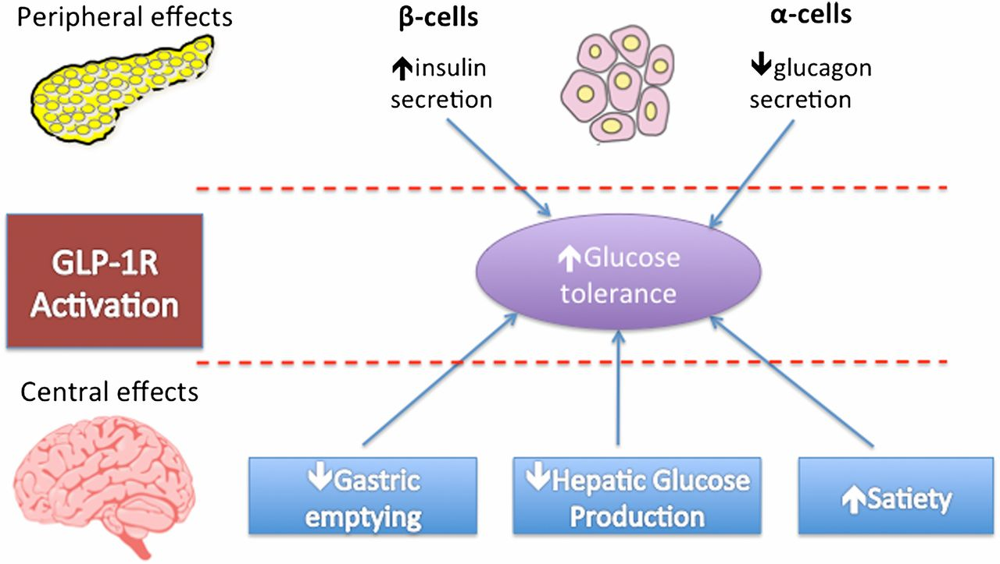 Peripheral effects
β-cells
α-cells
↑insulin
secretion
↓glucagon
secretion
GLP-1R
Activation
↑Glucose
tolerance
Central effects
↓Gastric
emptying
↓Hepatic Glucose
Production
↑Satiety